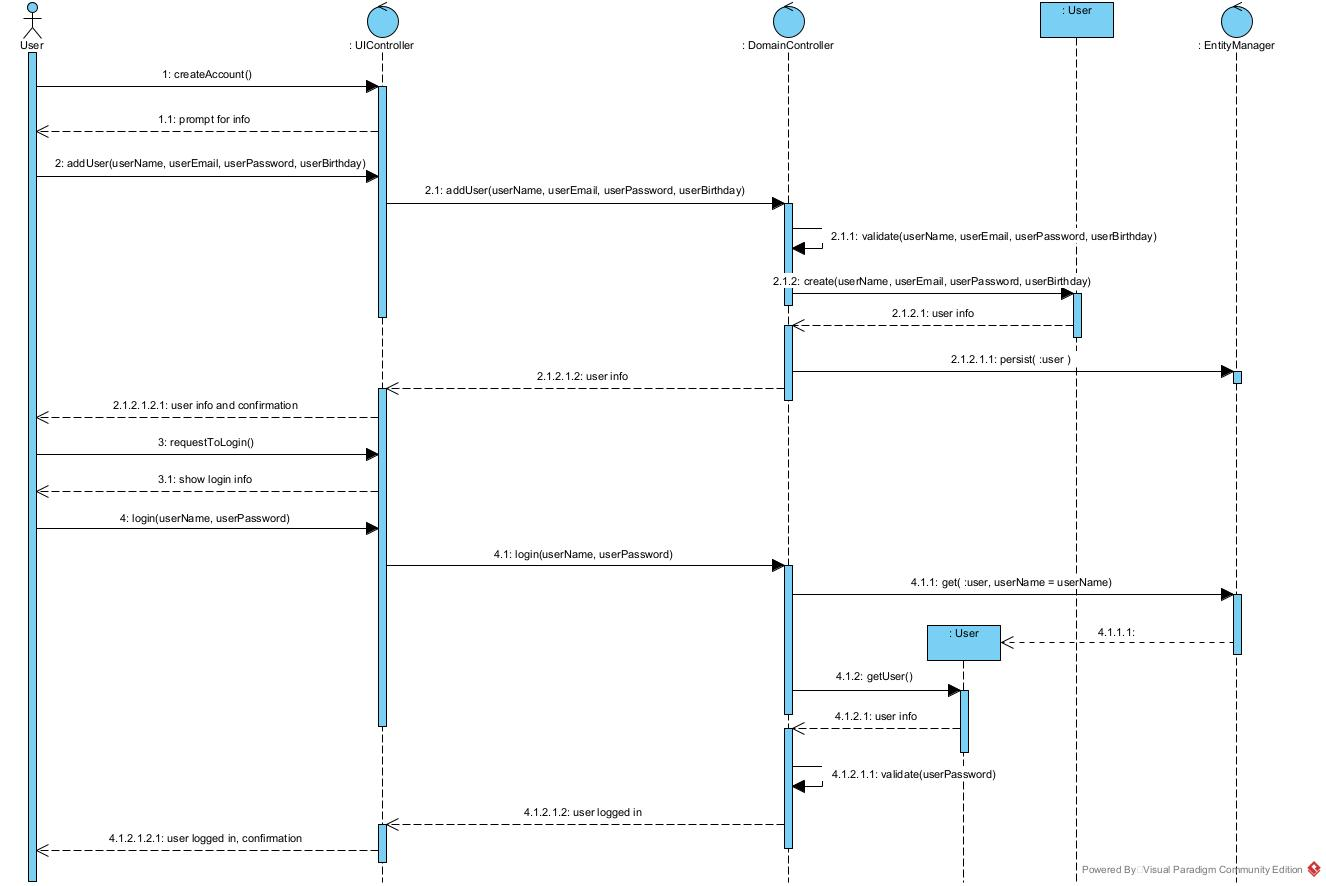 User
: UIController
: DomainController
: User
: EntityManager
1: createAccount()
1.1: prompt for info
2: addUser(userName, userEmail, userPassword, userBirthday)
2.1: addUser(userName, userEmail, userPassword, userBirthday)
2.1.1: validate(userName, userEmail, userPassword, userBirthday)
2.1.2: create(userName, userEmail, userPassword, userBirthday)
2.1.2.1: user info
2.1.2.1.1: persist( :user )
2.1.2.1.2: user info
2.1.2.1.2.1: user info and confirmation
3: requestToLogin()
3.1: show login info
4: login(userName, userPassword)
4.1: login(userName, userPassword)
4.1.1: get( :user, userName = userName)
: User
4.1.1.1:
4.1.2: getUser()
4.1.2.1: user info
4.1.2.1.1: validate(userPassword)
4.1.2.1.2: user logged in
4.1.2.1.2.1: user logged in, confirmation
Powered By Visual Paradigm Community Edition